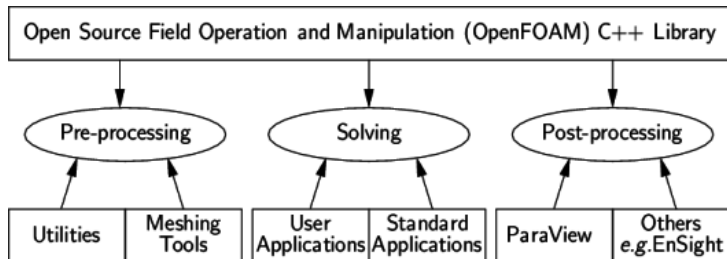 Open Source Field Operation and Manipulation (OpenFOAM) C++ Library
Pre-processing
Solving
Post-processing
Utilities
Meshing
Tools
User
Applications
Standard
Applications
ParaView
Others
e.g.EnSight